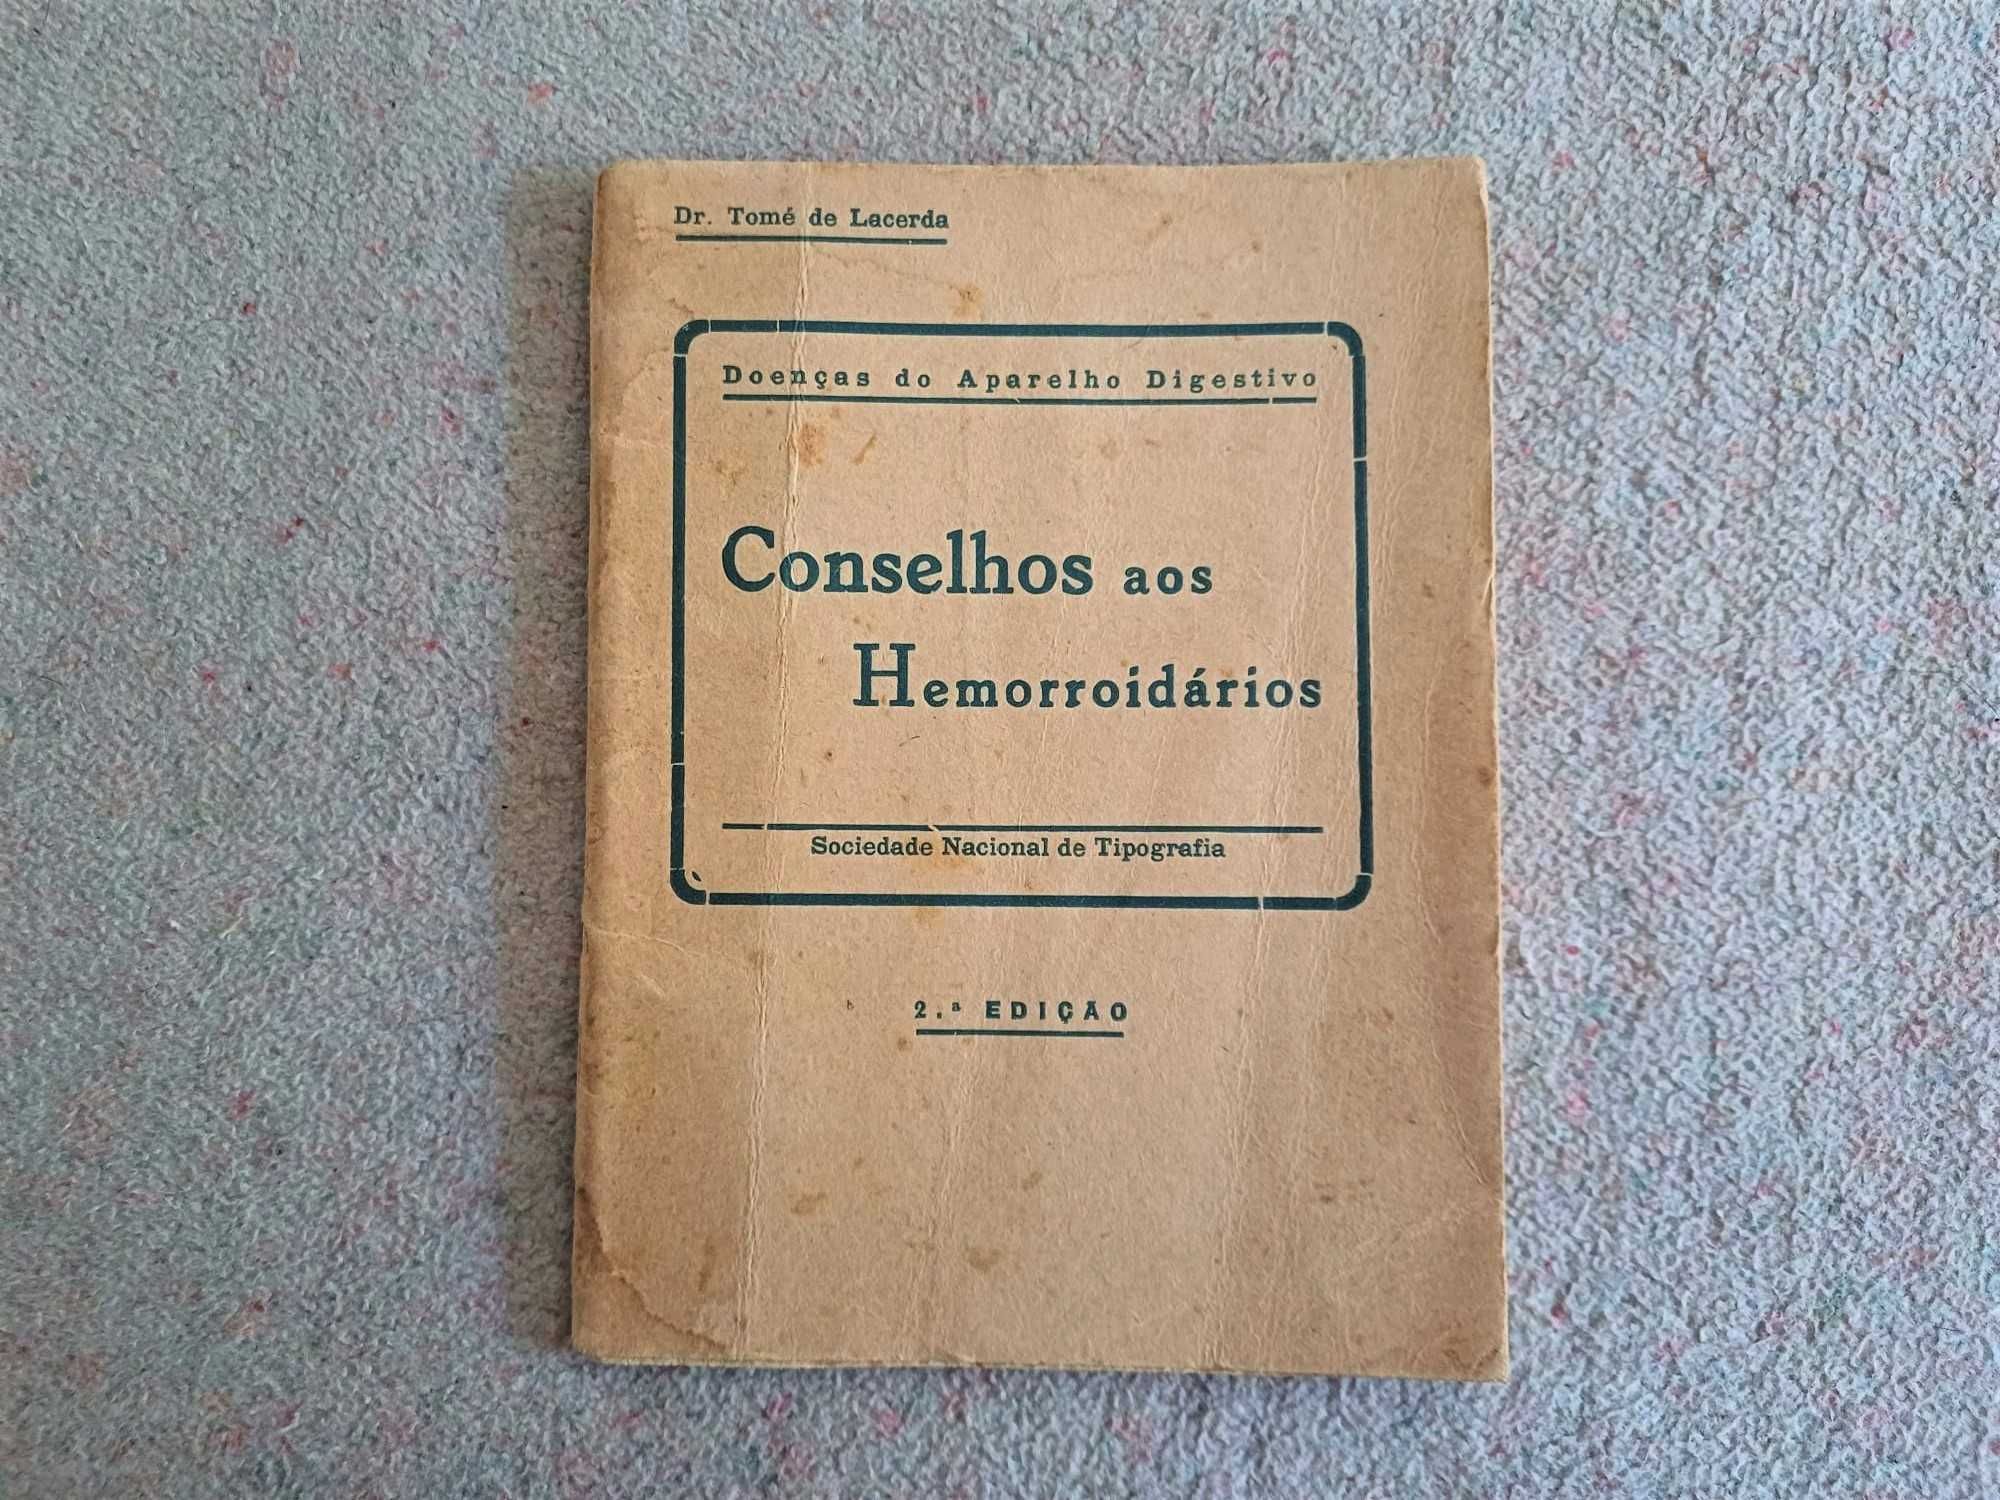 Dr. Tomé de Lacerda
Doenças do Aparelho Digestivo
Conselhos aos
Hemorroidários
Sociedade Nacional de Tipografia
2.ª EDIÇÃO